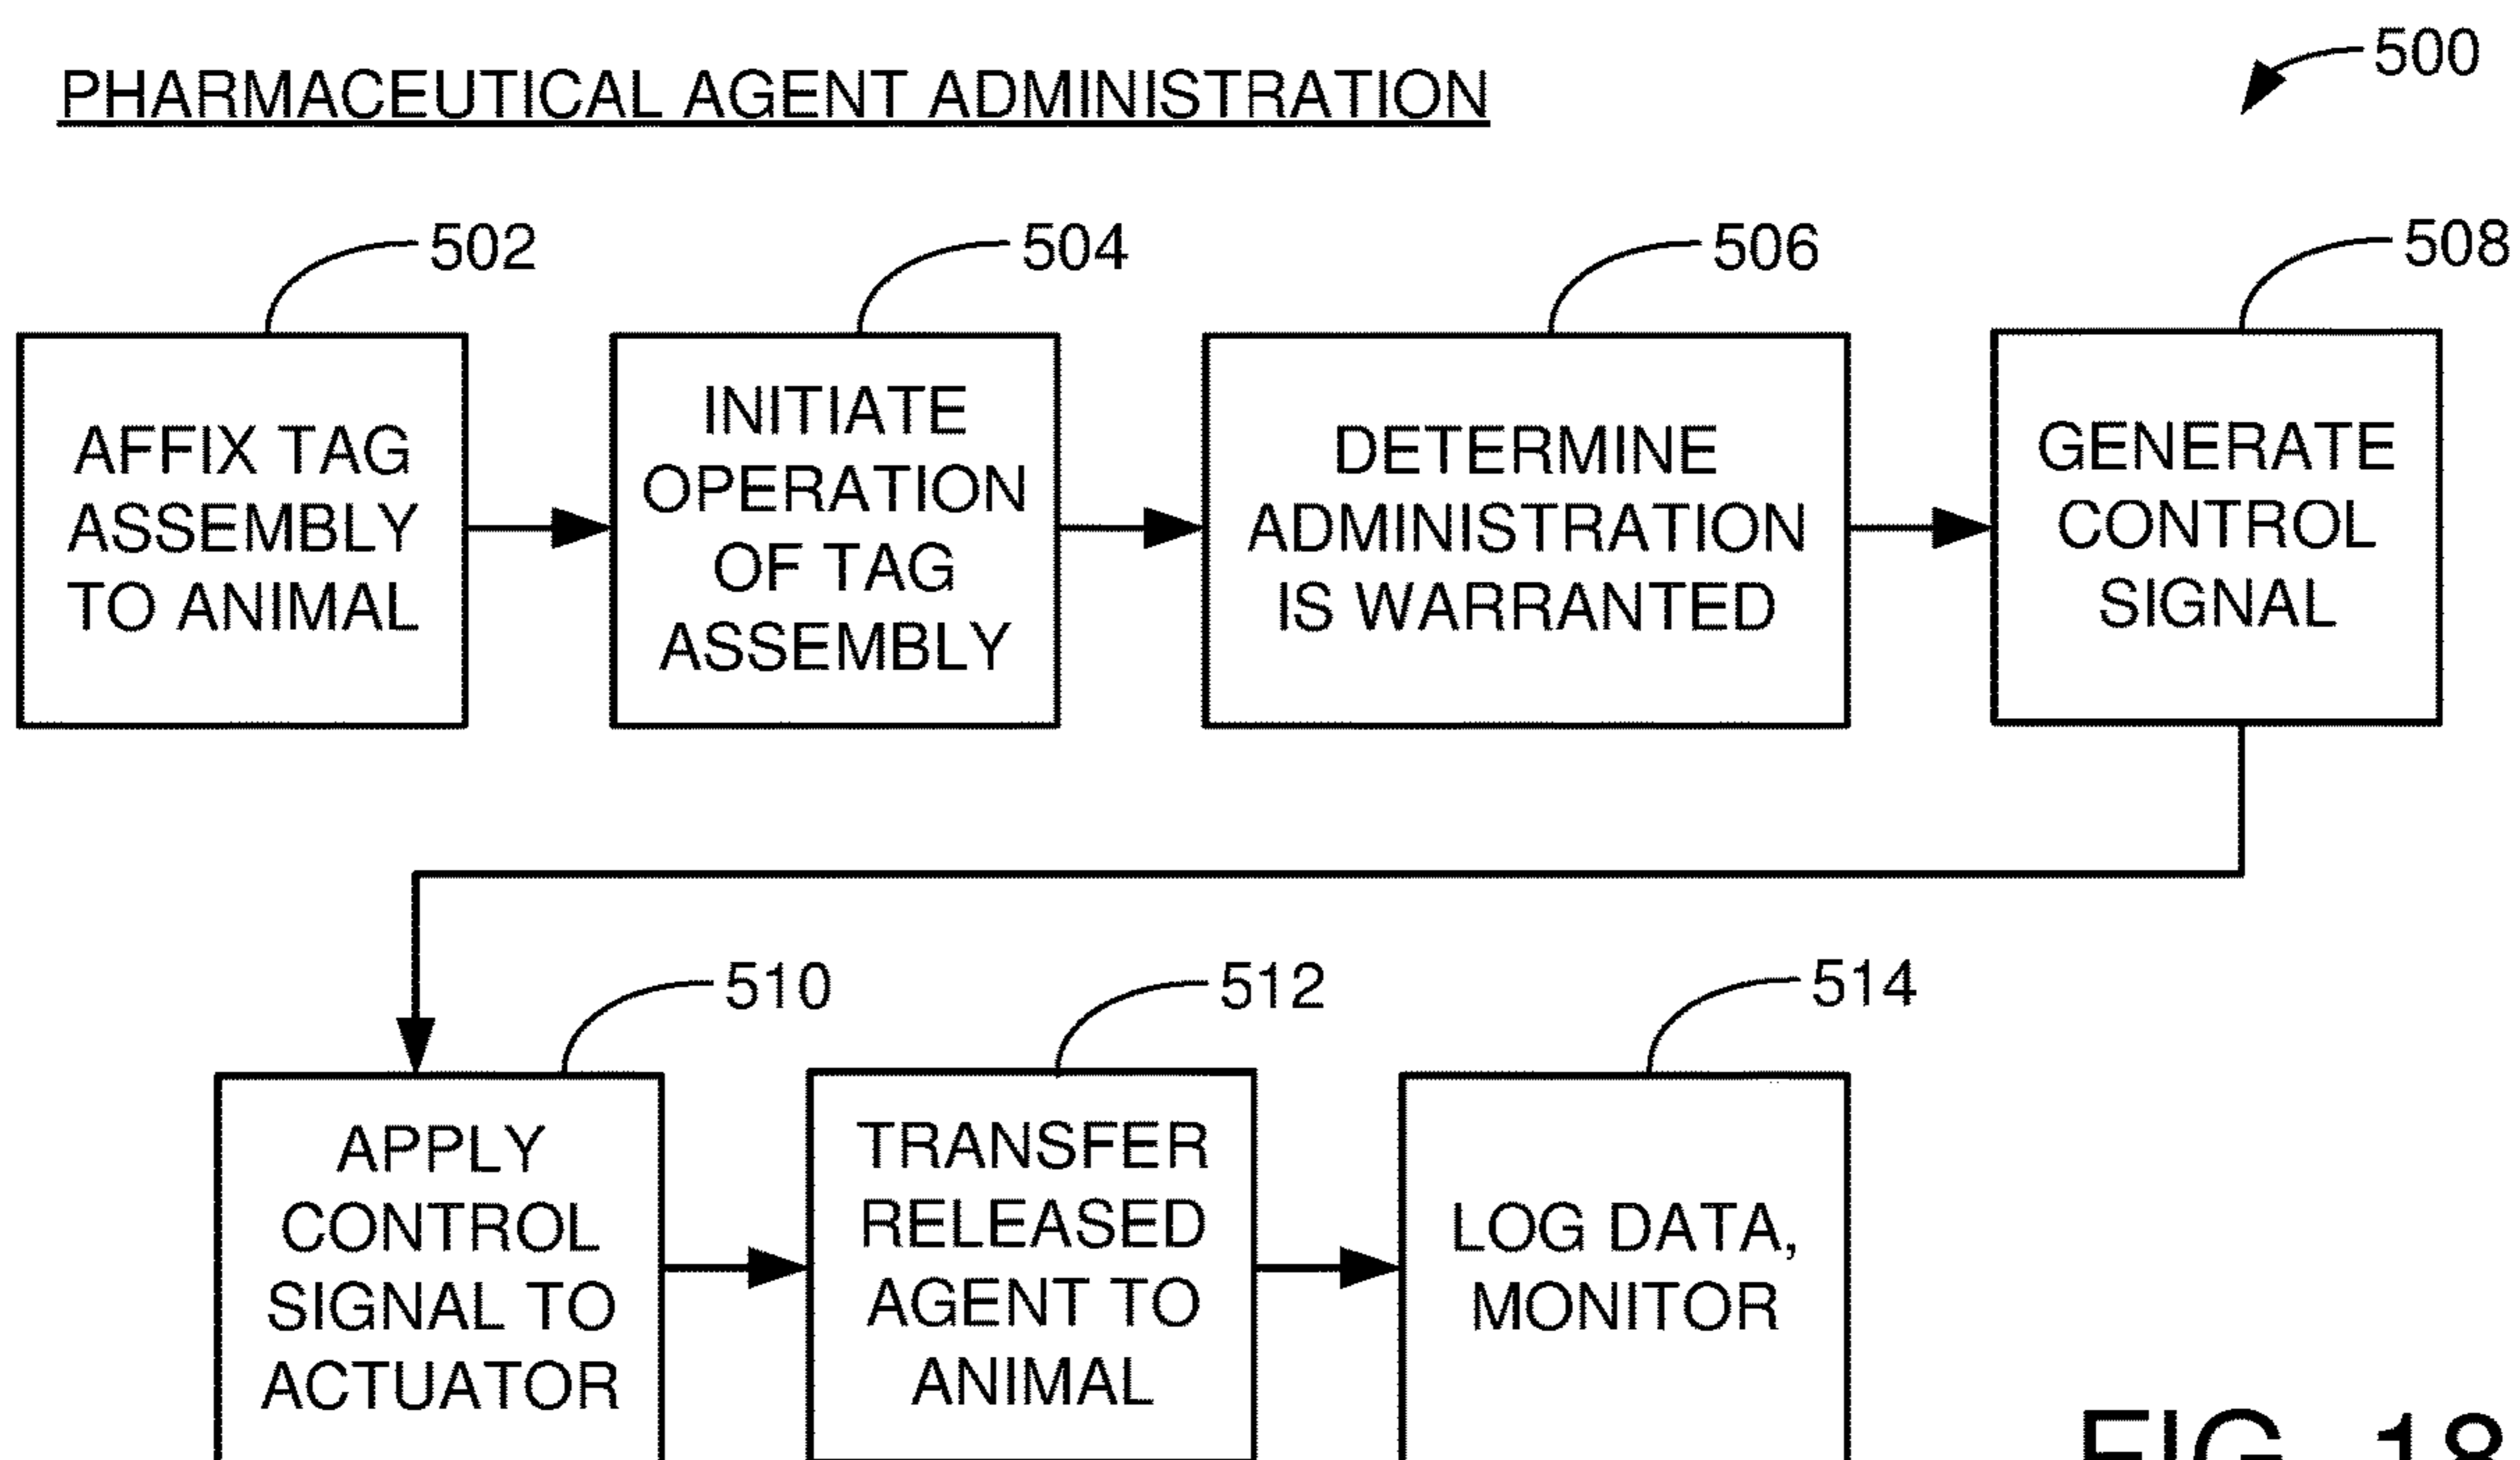 500
PHARMACEUTICAL AGENT ADMINISTRATION
502
504
506
508
AFFIX TAG
ASSEMBLY
TO ANIMAL
INITIATE
OPERATION
OF TAG
ASSEMBLY
DETERMINE
ADMINISTRATION
IS WARRANTED
GENERATE
CONTROL
SIGNAL
510
512
514
APPLY
CONTROL
SIGNAL TO
ACTUATOR
TRANSFER
RELEASED
AGENT TO
ANIMAL
LOG DATA,
MONITOR
FIG. 18